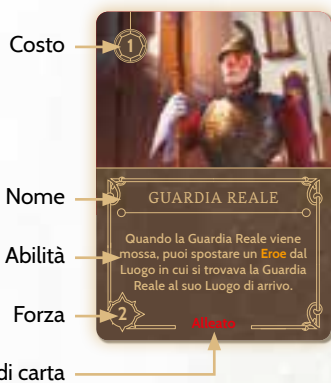 Costo
1
Nome
GUARDIA REALE
Abilità
Quando la Guardia Reale viene
mossa, puoi spostare un Eroe dal
Luogo in cui si trovava la Guardia
Reale al suo Luogo di arrivo.
Forza
2
Alleato
di carta